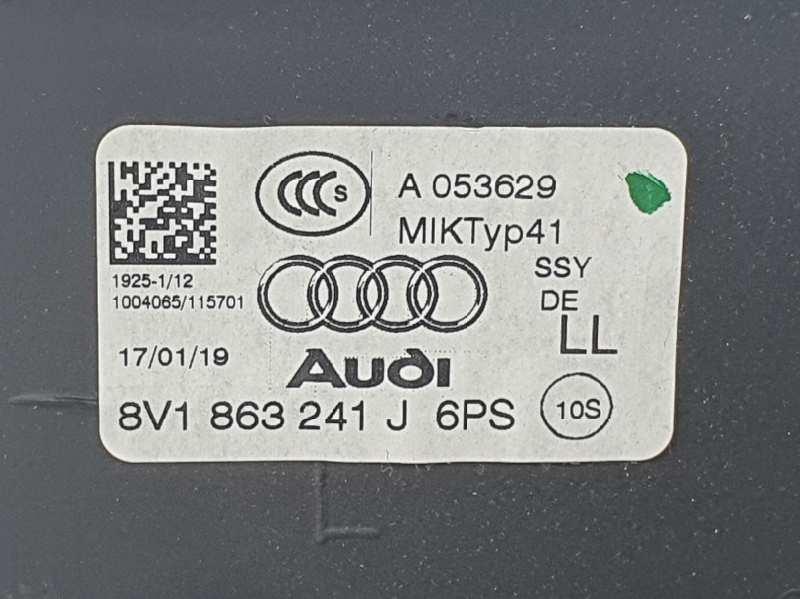 CCC S
A 053629
MIKTyp41
1925-1/12
1004065/115701
SSY
DE
LL
17/01/19
Audi
8V1 863 241 J 6PS
10S